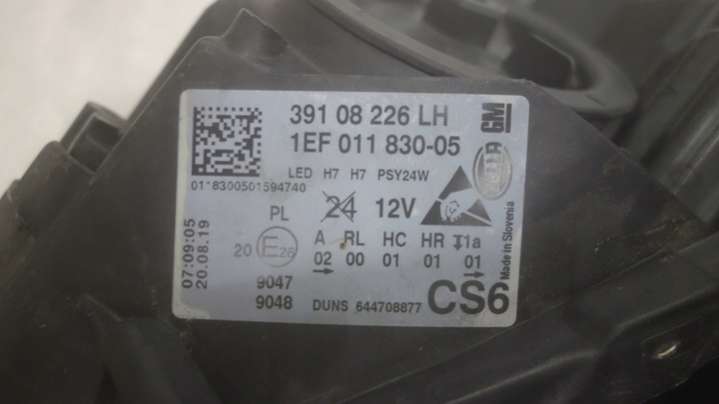 391 08 226 LH
1EF 011 830-05
GM
HELLA
LED H7 H7 PSY24W
0118300501594740
PL 24 12V
A RL HC HR 1a
20 E26 02 00 01 01 01
9047
9048 DUNS 644708877 CS6
07:09:05
20.08.19
Made in Slovenia